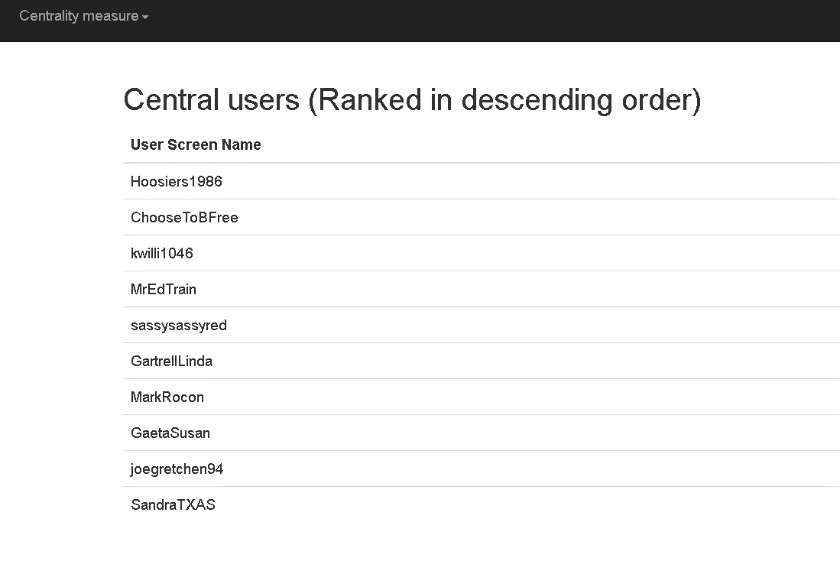 Centrality measure
Central users (Ranked in descending order)
User Screen Name
Hoosiers1986
ChooseToBFree
kwilli1046
MrEdTrain
sassysassyred
GartrellLinda
MarkRocon
GaetaSusan
joegretchen94
SandraTXAS